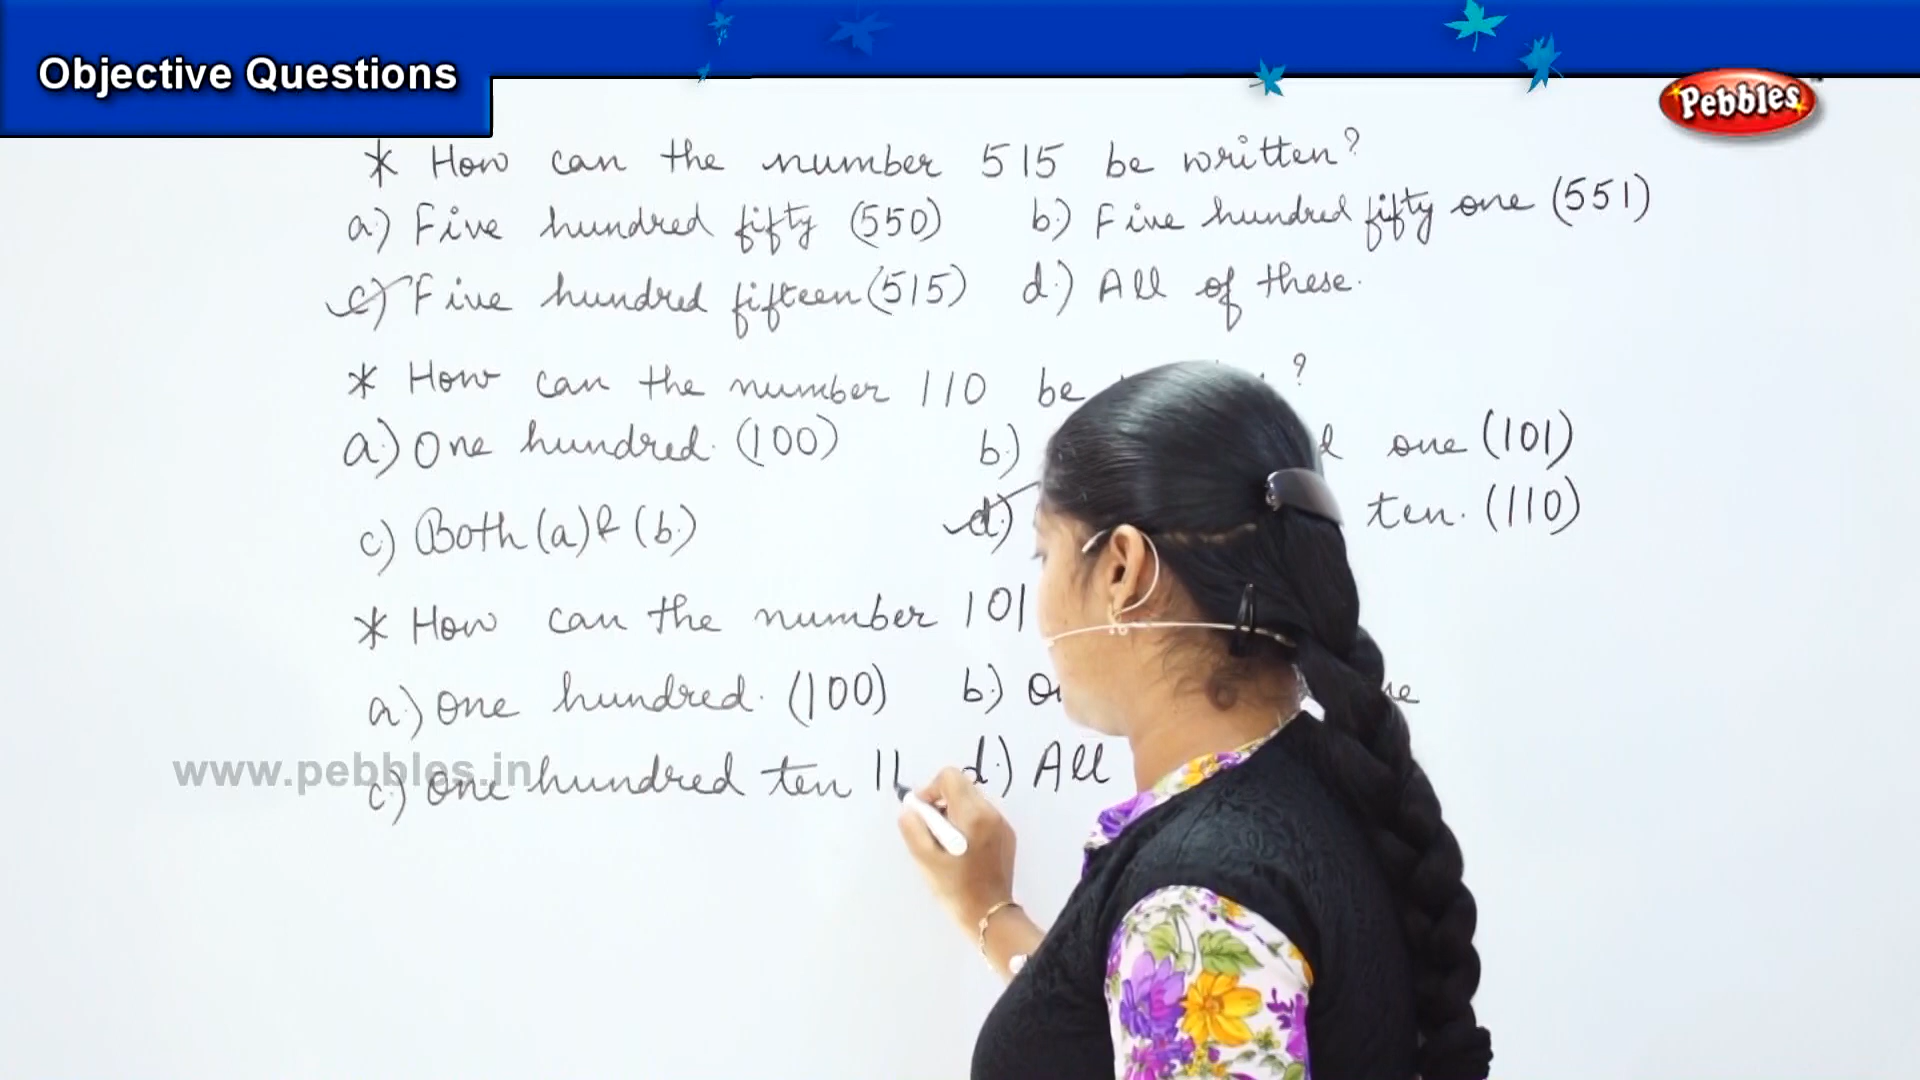 Objective Questions
Pebbles
* How can the number 515 be written?
a.) Five hundred fifty (550) b.) Five hundred fifty one (551)
c.) Five hundred fifteen (515) d.) All of these.
* How can the number 110 be ?
a.) One hundred. (100) b.) one (101)
c.) Both (a) & (b.) d.) ten. (110)
* How can the number 101
a.) One hundred. (100) b.)
c.) One hundred ten 11 d.) All
www.pebbles.in